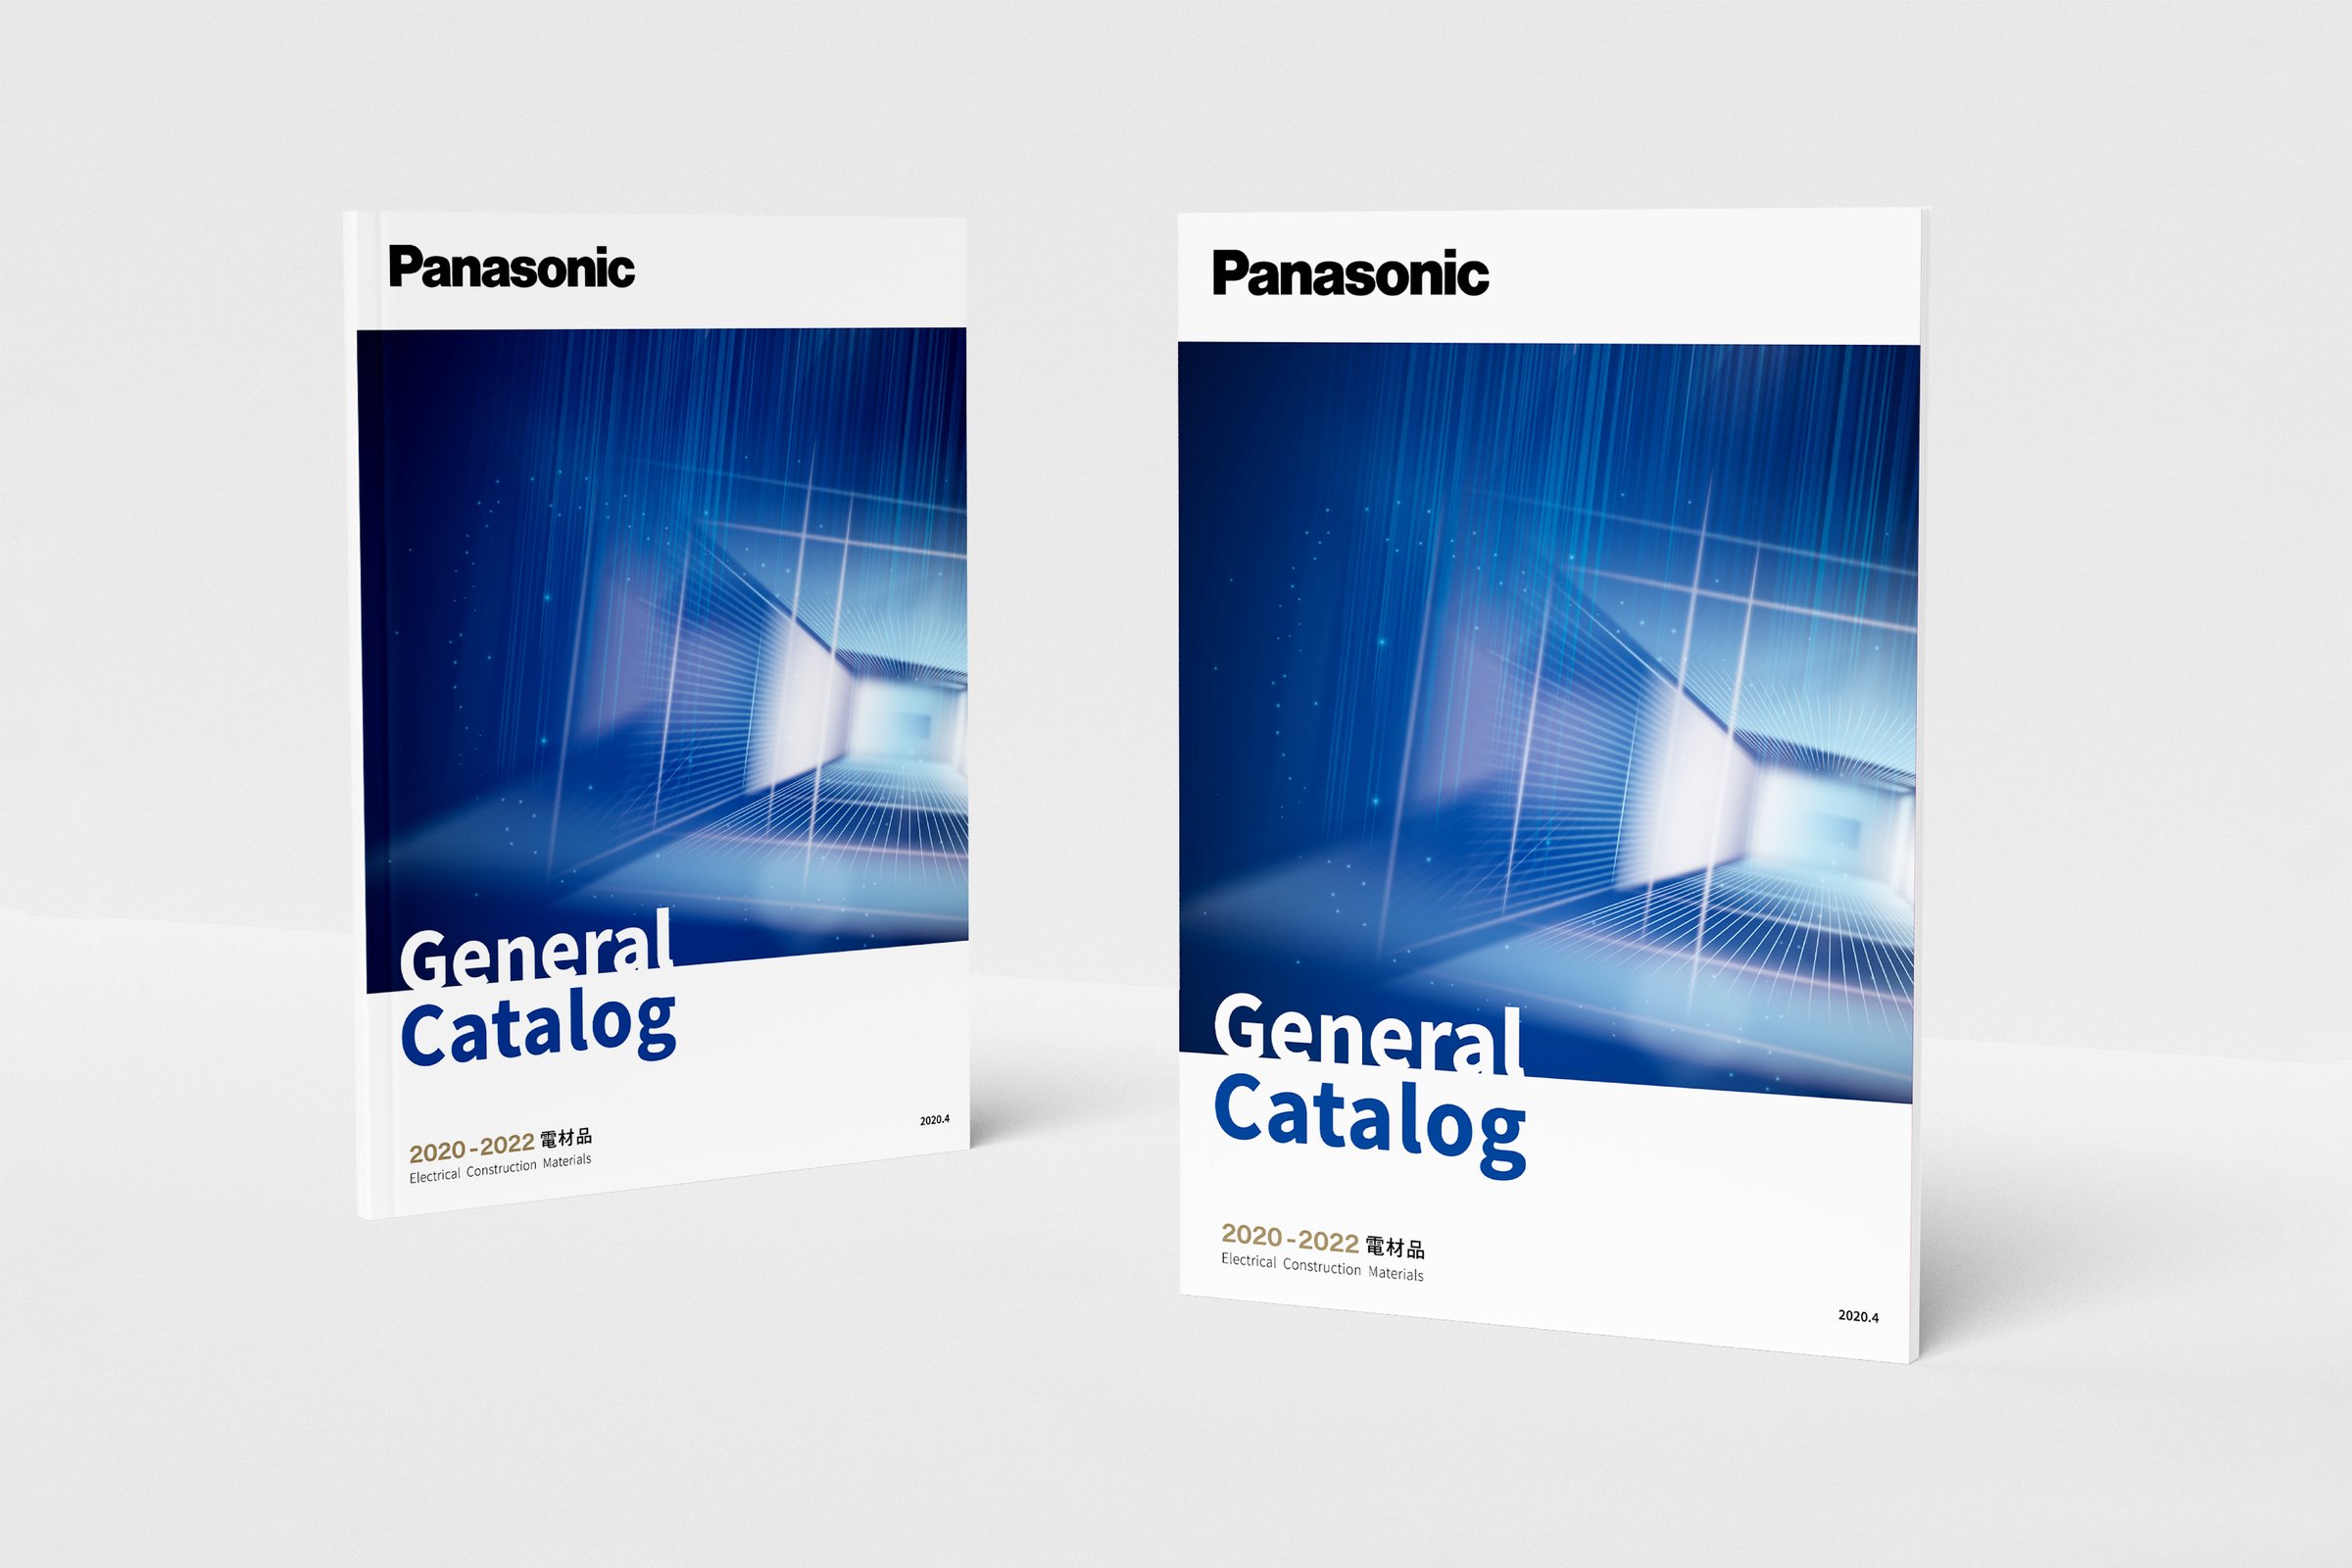 Panasonic
General
Catalog
2020-2022 電材品
Electrical Construction Materials
2020.4
Panasonic
General
Catalog
2020-2022 電材品
Electrical Construction Materials
2020.4